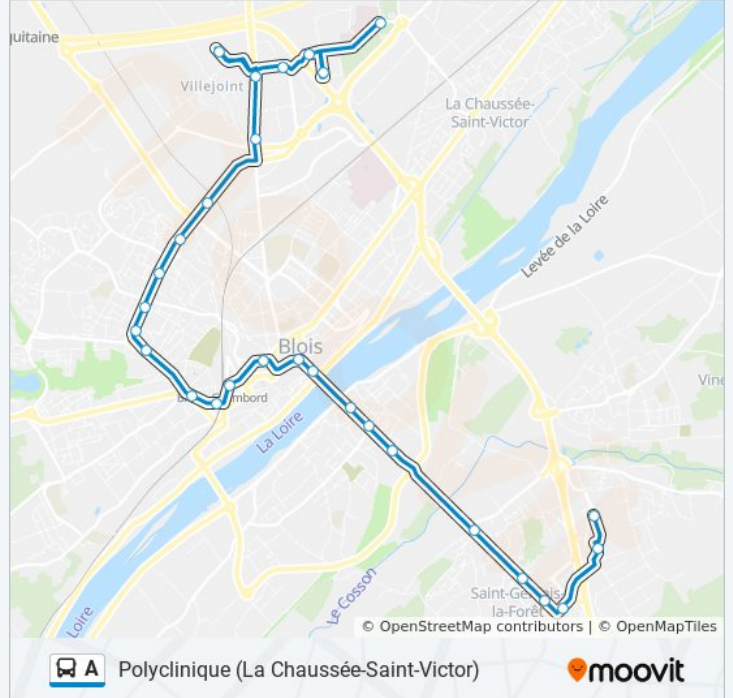 quitaine
Villejoint
La Chaussée-
Saint-Victor
Levée de la Loire
Blois
Vine
La Loire
Saint-Ge
la-Forêt
Le Cosson
Loire
© OpenStreetMap contributors | © OpenMapTiles
A Polyclinique (La Chaussée-Saint-Victor)
moovit